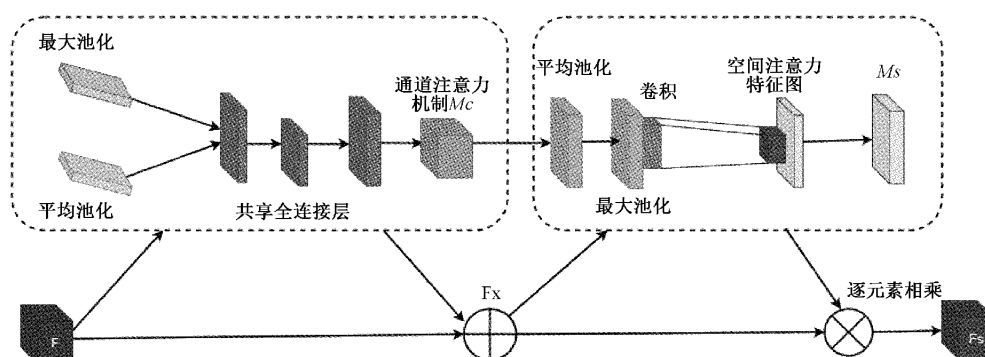 最大池化
平均池化
共享全连接层
通道注意力
机制Mc
平均池化
卷积
最大池化
空间注意力
特征图
Ms
F
Fx
逐元素相乘
Fs